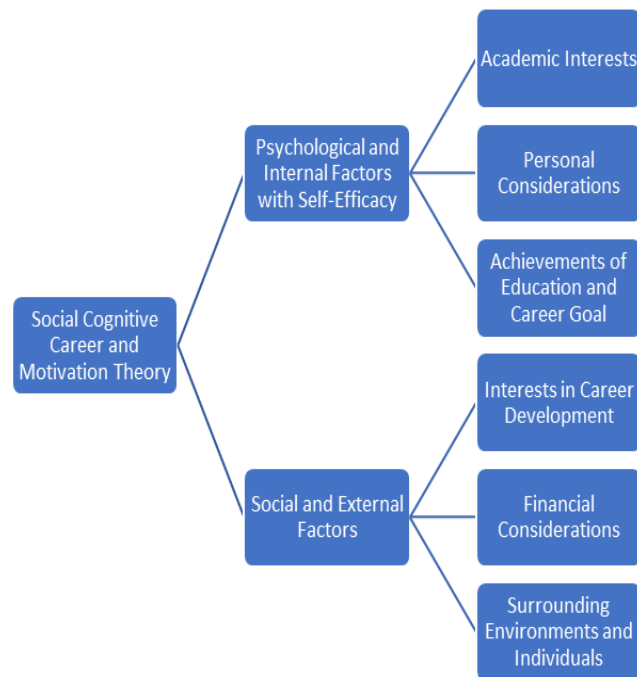 Academic Interests
Psychological and
Internal Factors
with Self-Efficacy
Personal
Considerations
Achievements of
Education and
Career Goal
Social Cognitive
Career and
Motivation Theory
Interests in Career
Development
Social and External
Factors
Financial
Considerations
Surrounding
Environments and
Individuals